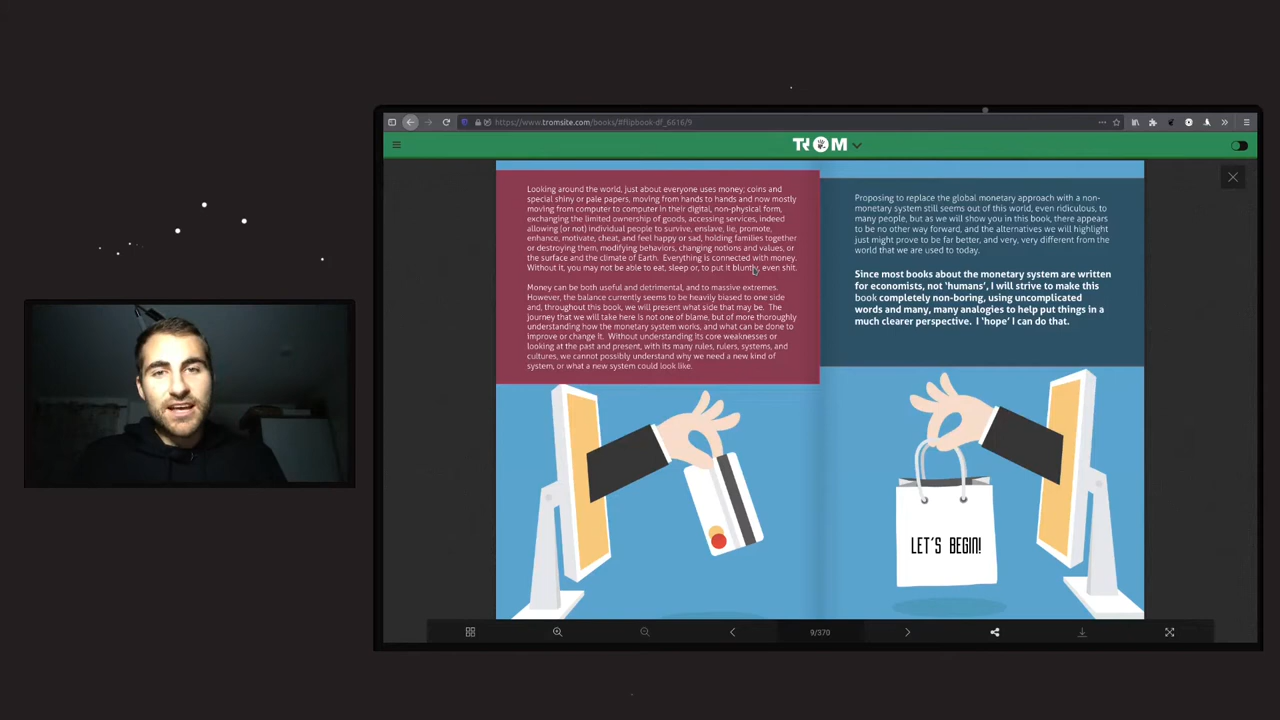 https://www.tromsite.com/books/#flipbook-df_6616/9
TROM
Looking around the world, just about everyone uses money; coins and
special shiny or pale papers, moving from hands to hands and now mostly
moving from computer to computer in their digital, non-physical form,
exchanging the limited ownership of goods, accessing services, indeed
allowing (or not) individual people to survive, enslave, lie, promote,
enhance, motivate, cheat, and feel happy or sad, holding families together
or destroying them, modifying behaviors, changing notions and values, or
the surface and the climate of Earth. Everything is connected with money.
Without it, you may not be able to eat, sleep or, to put it bluntly, even shit.
Money can be both useful and detrimental, and to massive extremes.
However, the balance currently seems to be heavily biased to one side
and, throughout this book, we will present what side that may be. The
journey that we will take here is not one of blame, but of more thoroughly
understanding how the monetary system works, and what can be done to
improve or change it. Without understanding its core weaknesses or
looking at the past and present, with its many rules, rulers, systems, and
cultures, we cannot possibly understand why we need a new kind of
system, or what a new system could look like.
Proposing to replace the global monetary approach with a non-
monetary system still seems out of this world, even ridiculous, to
many people, but as we will show you in this book, there appears
to be no other way forward, and the alternatives we will highlight
just might prove to be far better, and very, very different from the
world that we are used to today.
Since most books about the monetary system are written
for economists, not ‘humans’, I will strive to make this
book completely non-boring, using uncomplicated
words and many, many analogies to help put things in a
much clearer perspective. I ‘hope’ I can do that.
LET'S BEGIN!
9/370